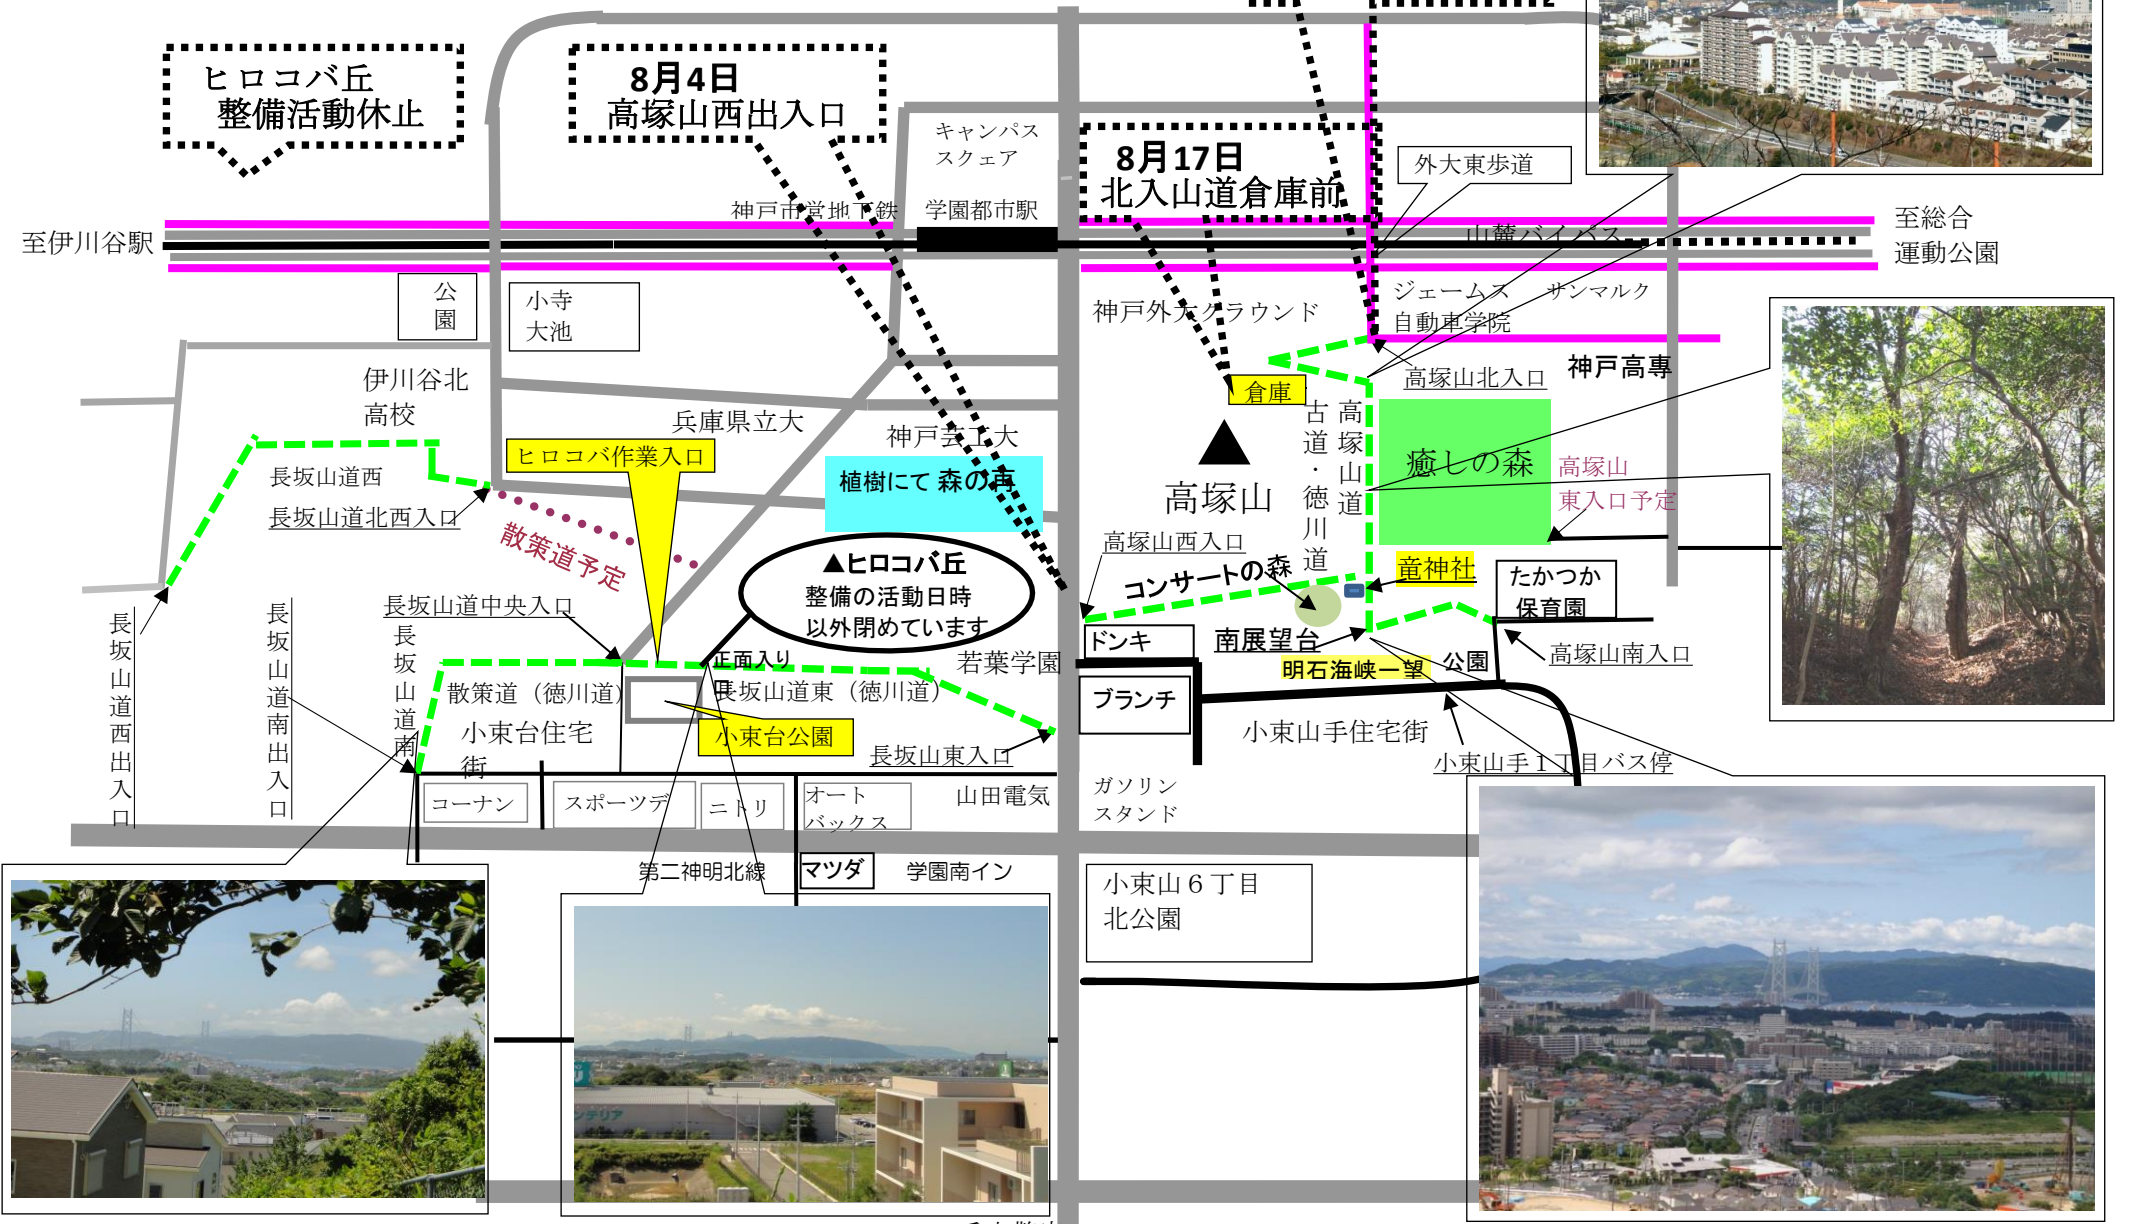 ヒロコバ丘
整備活動休止
8月4日
高塚山西出入口
キャンパス
スクェア
8月17日
北入山道倉庫前
外大東歩道
神戸市営地下鉄
学園都市駅
至伊川谷駅
山麓バイパス
至総合
運動公園
公
園
小寺
大池
神戸外大グラウンド
ジェームス
自動車学院
サンマルク
伊川谷北
高校
兵庫県立大
神戸芸工大
倉庫
高塚山北入口
神戸高専
古道・徳川道
高塚山道
ヒロコバ作業入口
植樹にて 森の再
癒しの森
高塚山
東入口予定
高塚山
長坂山道西
長坂山道北西入口
散策道予定
高塚山西入口
コンサートの森
竜神社
たかつか
保育園
▲ヒロコバ丘
整備の活動日時
以外閉めています
長坂山道西出入口
長坂山道南出入口
長坂山道中央入口
長坂山道南
正面入り
口
若葉学園
ドンキ
南展望台
明石海峡一望
公園
高塚山南入口
散策道（徳川道）
長坂山道東（徳川道）
ブランチ
小束台住宅
街
小束台公園
長坂山東入口
小束山手住宅街
小束山手１丁目バス停
コーナン
スポーツデ
ニトリ
オート
バックス
山田電気
ガソリン
スタンド
第二神明北線
マツダ
学園南イン
小束山６丁目
北公園